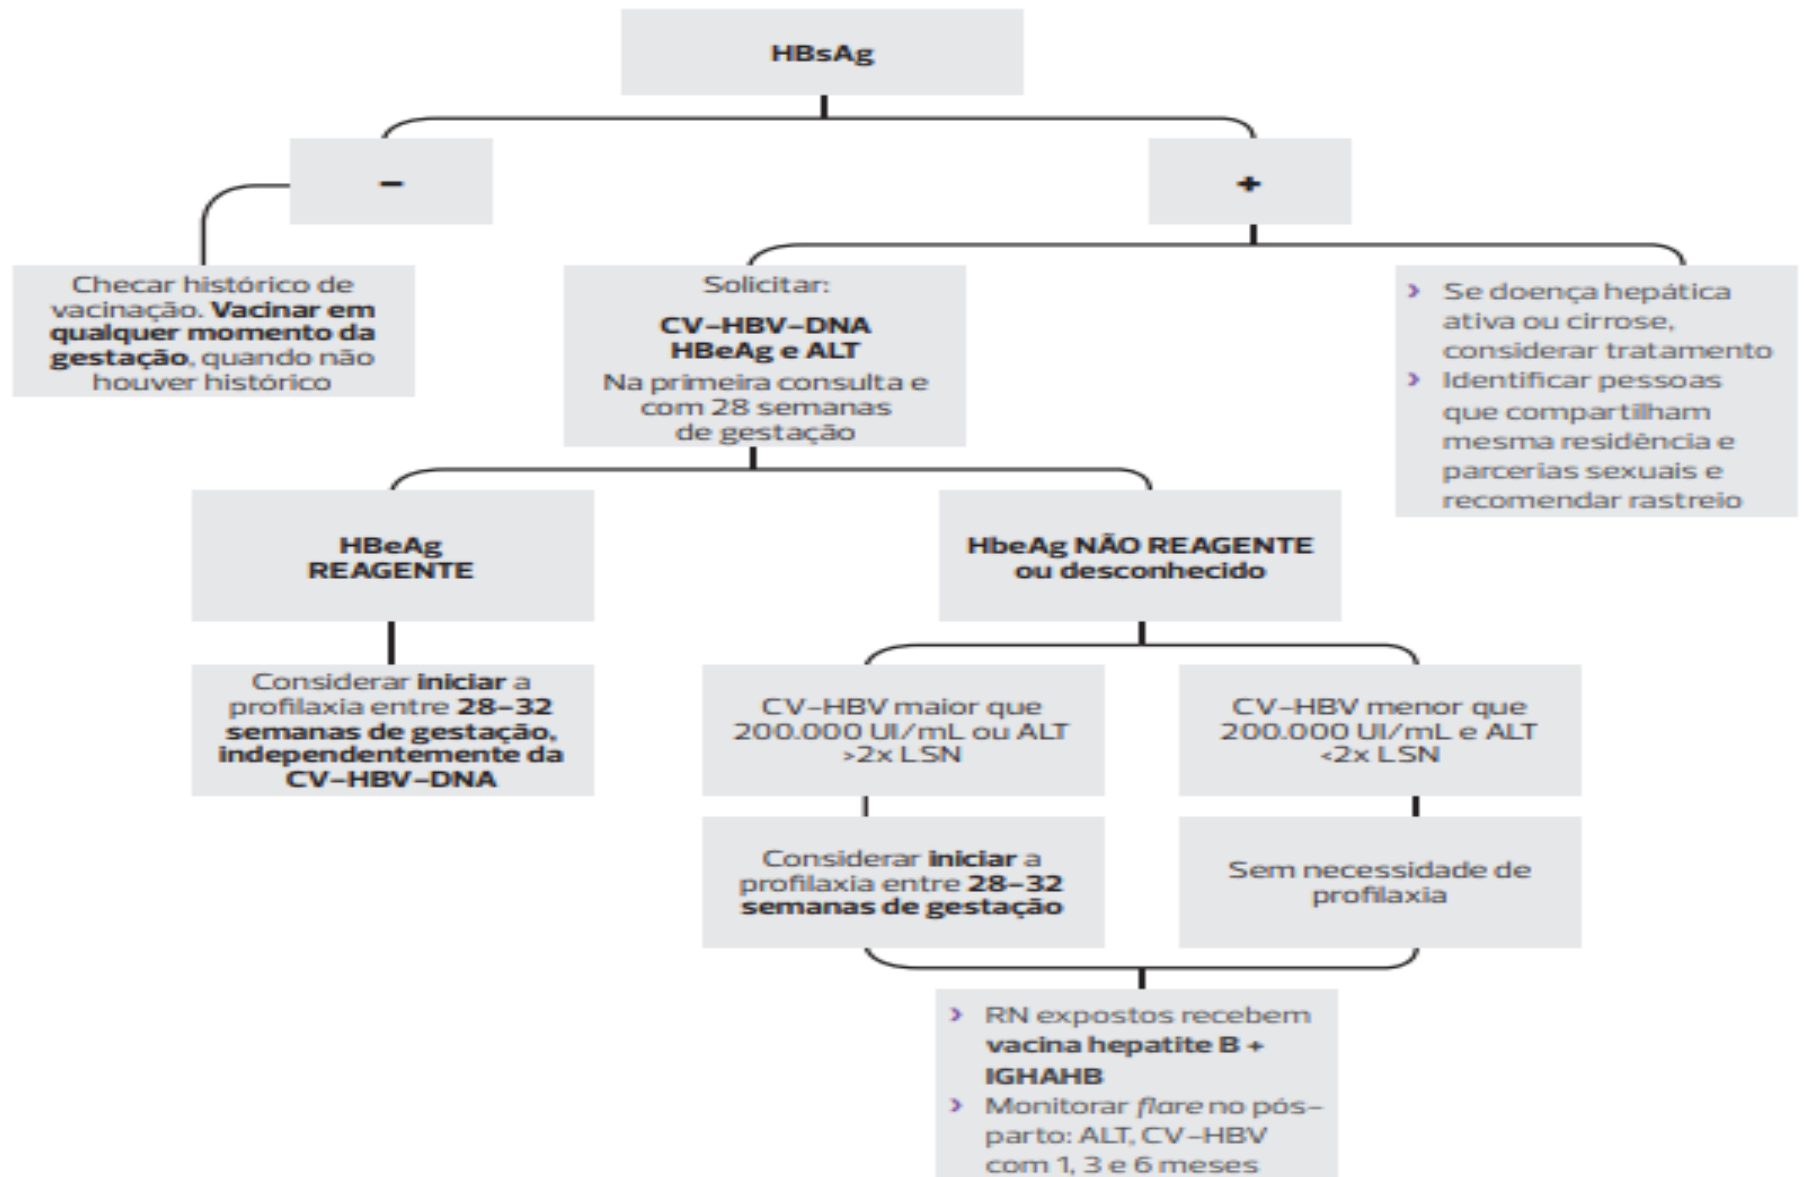 HBsAg
–
+
Checar histórico de
vacinação. Vacinar em
qualquer momento da
gestação, quando não
houver histórico
Solicitar:
CV–HBV–DNA
HBeAg e ALT
Na primeira consulta e
com 28 semanas
de gestação
› Se doença hepática
ativa ou cirrose,
considerar tratamento
› Identificar pessoas
que compartilham
mesma residência e
parcerias sexuais e
recomendar rastreio
HBeAg
REAGENTE
HbeAg NÃO REAGENTE
ou desconhecido
Considerar iniciar a
profilaxia entre 28–32
semanas de gestação,
independentemente da
CV–HBV–DNA
CV–HBV maior que
200.000 UI/mL ou ALT
>2x LSN
CV–HBV menor que
200.000 UI/mL e ALT
<2x LSN
Considerar iniciar a
profilaxia entre 28–32
semanas de gestação
Sem necessidade de
profilaxia
› RN expostos recebem
vacina hepatite B +
IGHAHB
› Monitorar flare no pós–
parto: ALT, CV–HBV
com 1, 3 e 6 meses